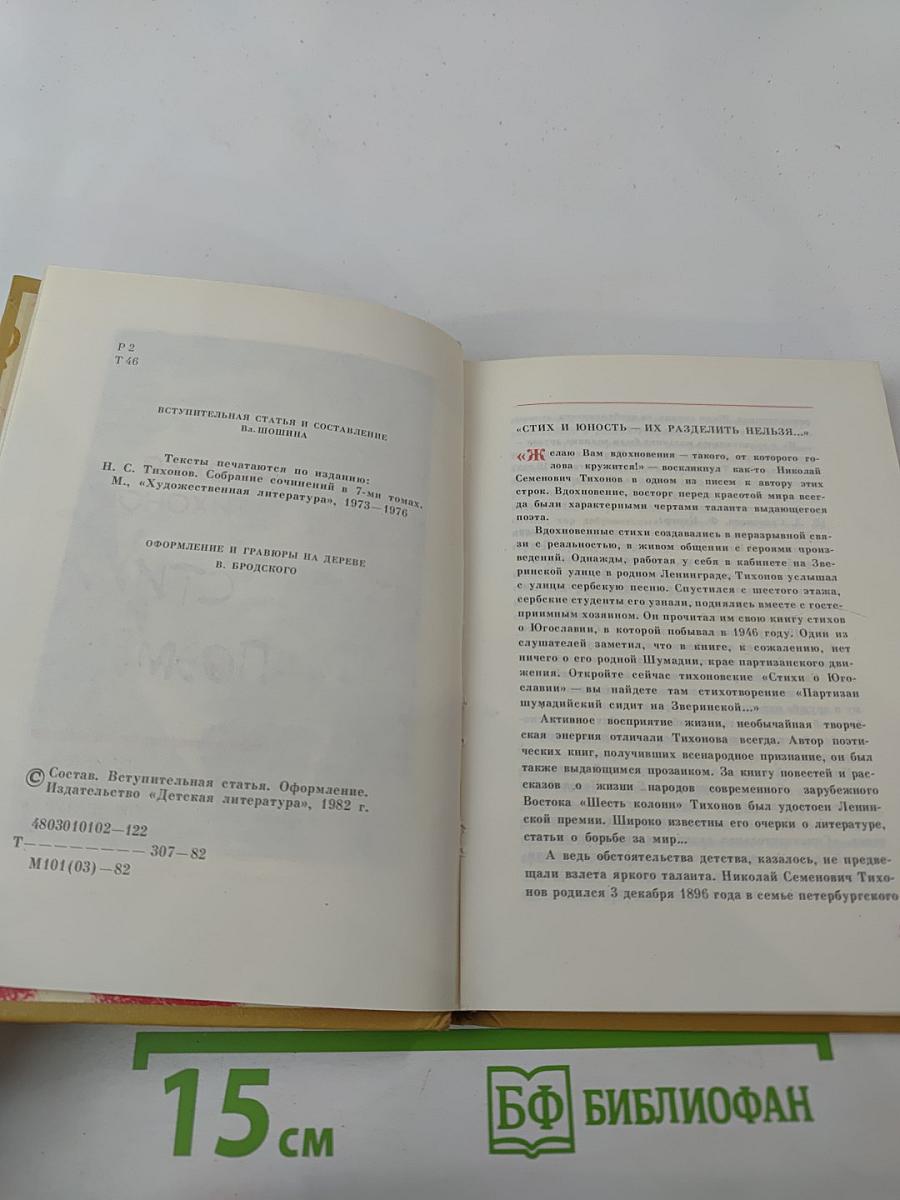 Р 2
Т 46
ВСТУПИТЕЛЬНАЯ СТАТЬЯ И СОСТАВЛЕНИЕ
Вл. ШОШИНА
Тексты печатаются по изданию:
Н. С. Тихонов. Собрание сочинений в 7-ми томах.
М., «Художественная литература», 1973—1976
ОФОРМЛЕНИЕ И ГРАВЮРЫ НА ДЕРЕВЕ
В. БРОДСКОГО
© Состав. Вступительная статья. Оформление.
Издательство «Детская литература», 1982 г.
4803010102—122
Т————————— 307—82
М101(03)—82
«СТИХ И ЮНОСТЬ — ИХ РАЗДЕЛИТЬ НЕЛЬЗЯ...»
«Желаю Вам вдохновения — такого, от которого го-
лова кружится!» — воскликнул как-то Николай
Семенович Тихонов в одном из писем к автору этих
строк. Вдохновение, восторг перед красотой мира все-
гда были характерными чертами таланта выдающегося
поэта.
Вдохновенные стихи создавались в неразрывной свя-
зи с реальностью, в живом общении с героями произ-
ведений. Однажды, работая у себя в кабинете на Зве-
ринской улице в родном Ленинграде, Тихонов услышал
с улицы сербскую песню. Спустился с шестого этажа,
сербские студенты его узнали, поднялись вместе с госте-
приимным хозяином. Он прочитал им свою книгу стихов
о Югославии, в которой побывал в 1946 году. Один из
слушателей заметил, что в книге, к сожалению, нет
ничего о его родной Шумадии, крае партизанского дви-
жения. Откройте сейчас тихоновские «Стихи о Юго-
славии» — вы найдете там стихотворение «Партизан
шумадийский сидит на Зверинской...»
Активное восприятие жизни, необычайная творче-
ская энергия отличали Тихонова всегда. Автор поэти-
ческих книг, получивших всенародное признание, он был
также выдающимся прозаиком. За книгу повестей и рас-
сказов о жизни народов современного зарубежного
Востока «Шесть колонн» Тихонов был удостоен Ленин-
ской премии. Широко известны его очерки о литературе,
статьи о борьбе за мир...
А ведь обстоятельства детства, казалось, не предве-
щали взлета яркого таланта. Николай Семенович Тихо-
нов родился 3 декабря 1896 года в семье петербургского
15 см
БФ БИБЛИОФАН